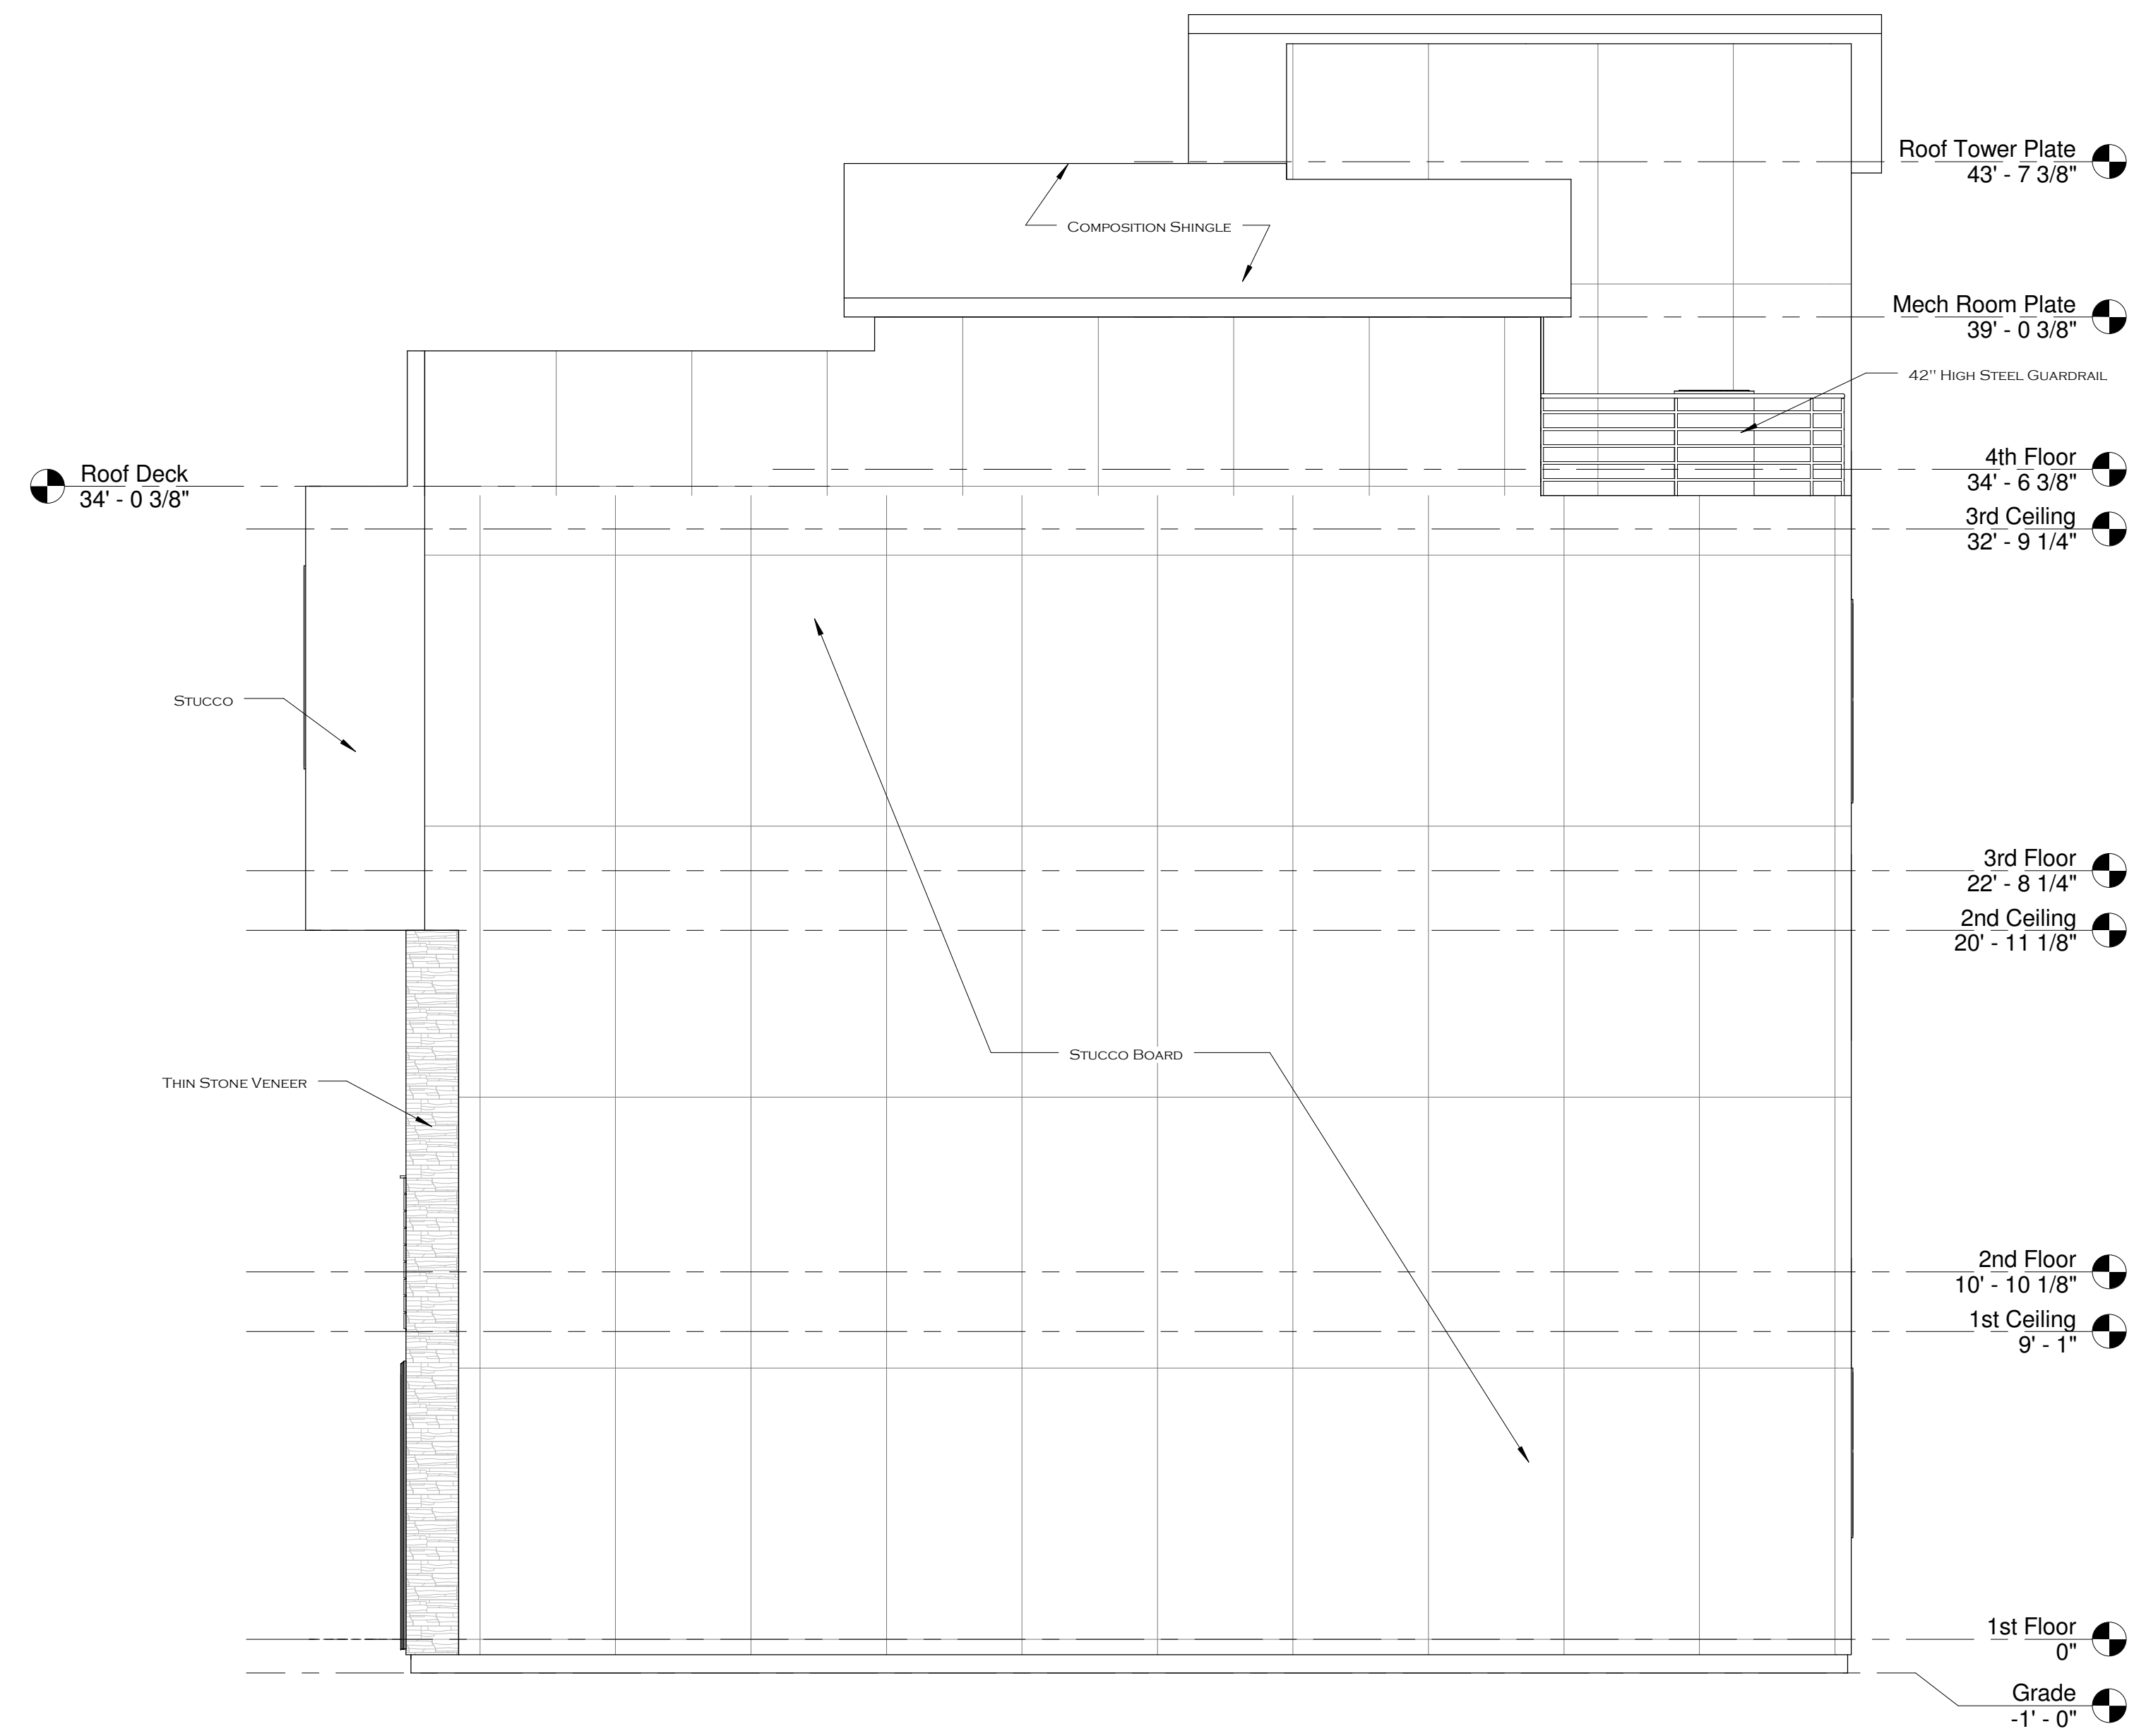 Roof Tower Plate
43' - 7 3/8"
Composition Shingle
Mech Room Plate
39' - 0 3/8"
42" High Steel Guardrail
4th Floor
34' - 6 3/8"
Roof Deck
34' - 0 3/8"
3rd Ceiling
32' - 9 1/4"
Stucco
3rd Floor
22' - 8 1/4"
2nd Ceiling
20' - 11 1/8"
Stucco Board
Thin Stone Veneer
2nd Floor
10' - 10 1/8"
1st Ceiling
9' - 1"
1st Floor
0"
Grade
-1' - 0"